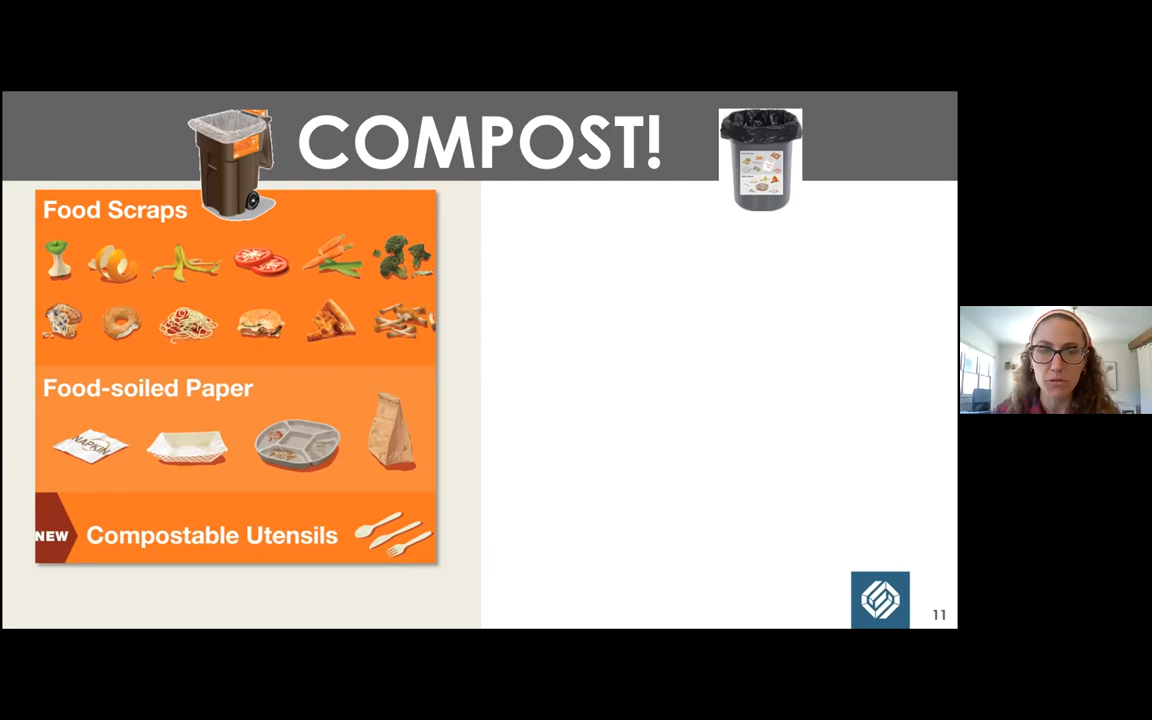 COMPOST!
Food Scraps
Food-soiled Paper
NAPKIN
NEW
Compostable Utensils
11